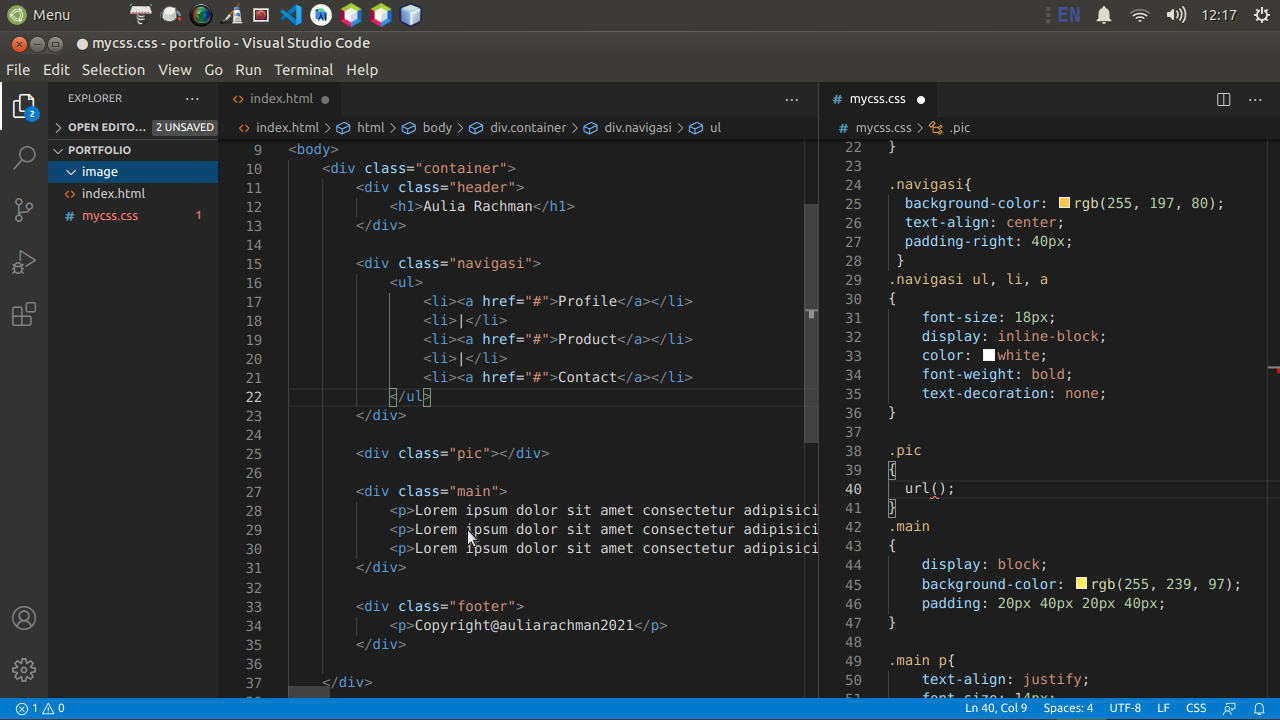 Menu
EN
12:17
mycss.css - portfolio - Visual Studio Code
File Edit Selection View Go Run Terminal Help
2
EXPLORER
OPEN EDITO... 2 UNSAVED
PORTFOLIO
image
index.html
mycss.css 1
index.html
index.html > html > body > div.container > div.navigasi > ul
9 <body>
10 <div class="container">
11 <div class="header">
12 <h1>Aulia Rachman</h1>
13 </div>
14
15 <div class="navigasi">
16 <ul>
17 <li><a href="#">Profile</a></li>
18 <li>|</li>
19 <li><a href="#">Product</a></li>
20 <li>|</li>
21 <li><a href="#">Contact</a></li>
22 </ul>
23 </div>
24
25 <div class="pic"></div>
26
27 <div class="main">
28 <p>Lorem ipsum dolor sit amet consectetur adipisici
29 <p>Lorem ipsum dolor sit amet consectetur adipisici
30 <p>Lorem ipsum dolor sit amet consectetur adipisici
31 </div>
32
33 <div class="footer">
34 <p>Copyright@auliarachman2021</p>
35 </div>
36
37 </div>
# mycss.css
# mycss.css > .pic
22 }
23
24 .navigasi{
25 background-color: rgb(255, 197, 80);
26 text-align: center;
27 padding-right: 40px;
28 }
29 .navigasi ul, li, a
30 {
31 font-size: 18px;
32 display: inline-block;
33 color: white;
34 font-weight: bold;
35 text-decoration: none;
36 }
37
38 .pic
39 {
40 url();
41 }
42 .main
43 {
44 display: block;
45 background-color: rgb(255, 239, 97);
46 padding: 20px 40px 20px 40px;
47 }
48
49 .main p{
50 text-align: justify;
51 font-size: 14px;
1 0
Ln 40, Col 9 Spaces: 4 UTF-8 LF CSS